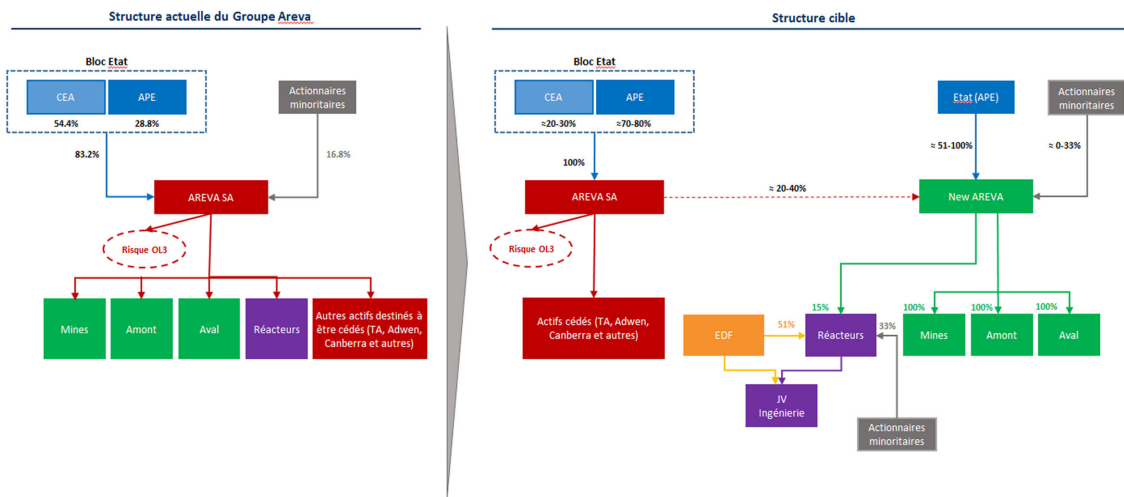 Structure actuelle du Groupe Areva
Bloc Etat
CEA
APE
54.4%
28.8%
Actionnaires
minoritaires
83.2%
16.8%
AREVA SA
Risque OL3
Mines
Amont
Aval
Réacteurs
Autres actifs destinés à
être cédés (TA, Adwen,
Canberra et autres)
Structure cible
Bloc Etat
CEA
APE
≈20-30%
≈70-80%
Etat (APE)
Actionnaires
minoritaires
100%
≈ 51-100%
≈ 0-33%
AREVA SA
≈ 20-40%
New AREVA
Risque OL3
Actifs cédés (TA, Adwen,
Canberra et autres)
EDF
51%
15%
Réacteurs
33%
100%
100%
100%
Mines
Amont
Aval
JV
Ingénierie
Actionnaires
minoritaires